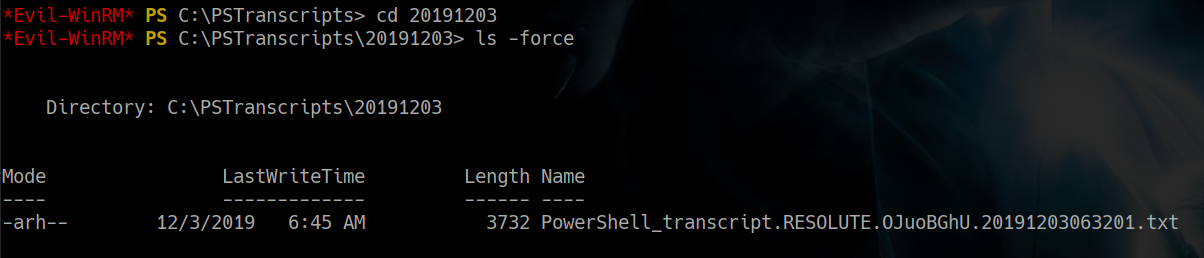 *Evil-WinRM* PS C:\PSTranscripts> cd 20191203
*Evil-WinRM* PS C:\PSTranscripts\20191203> ls -force
Directory: C:\PSTranscripts\20191203
Mode LastWriteTime Length Name
---- ------------- ------ ----
-arh-- 12/3/2019 6:45 AM 3732 PowerShell_transcript.RESOLUTE.OJuoBGhU.20191203063201.txt